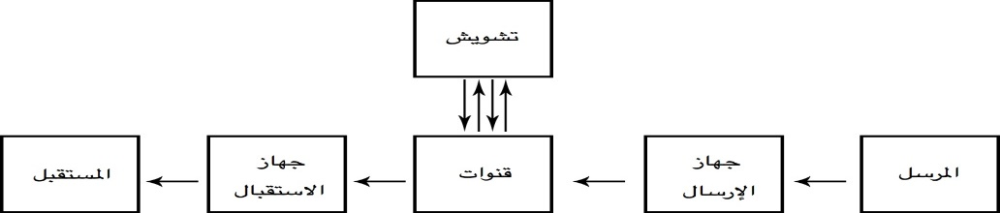 تشويش
المرسل
جهاز
الإرسال
قنوات
جهاز
الاستقبال
المستقبل